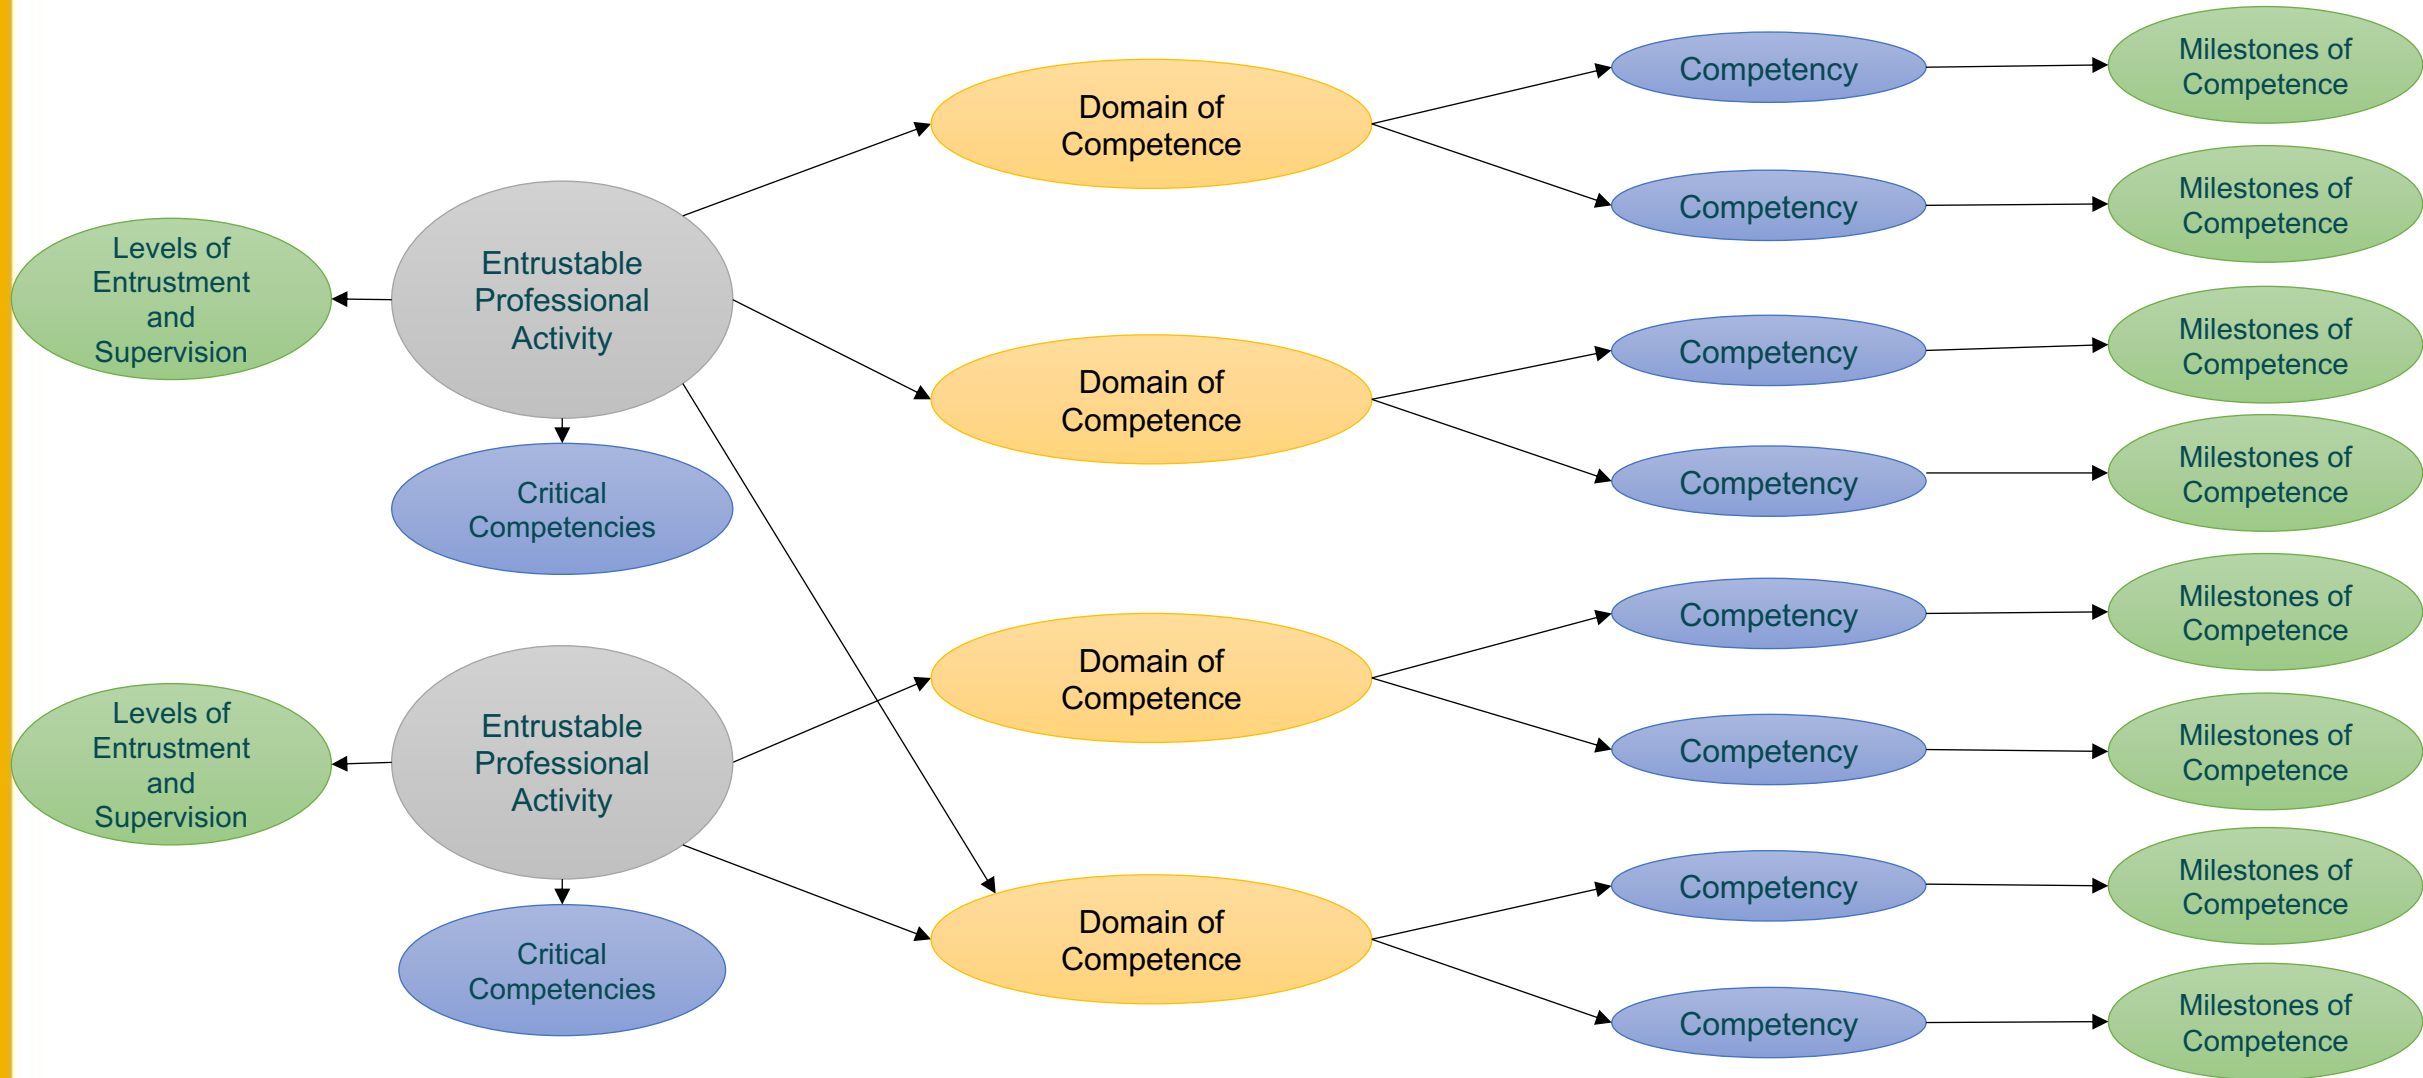 Levels of
Entrustment
and
Supervision
Entrustable
Professional
Activity
Critical
Competencies
Levels of
Entrustment
and
Supervision
Entrustable
Professional
Activity
Critical
Competencies
Domain of
Competence
Domain of
Competence
Domain of
Competence
Domain of
Competence
Competency
Competency
Competency
Competency
Competency
Competency
Competency
Competency
Milestones of
Competence
Milestones of
Competence
Milestones of
Competence
Milestones of
Competence
Milestones of
Competence
Milestones of
Competence
Milestones of
Competence
Milestones of
Competence